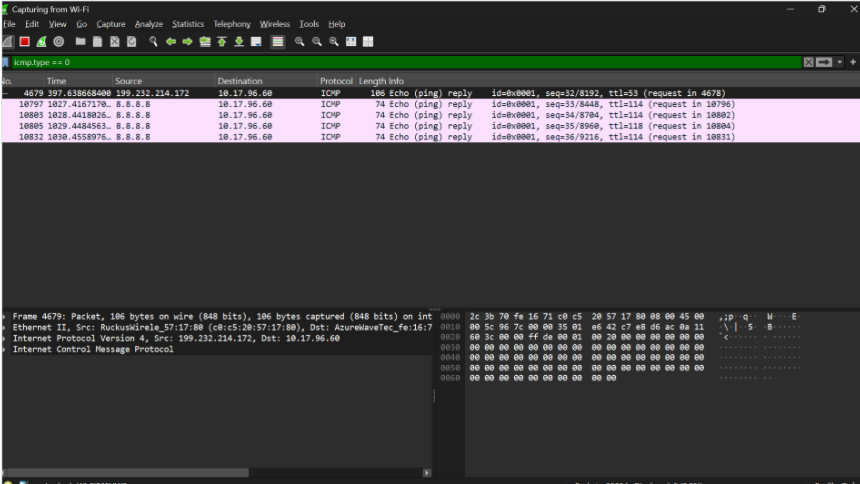 Capturing from Wi-Fi
File Edit View Go Capture Analyze Statistics Telephony Wireless Tools Help
icmp.type == 0
No. Time Source Destination Protocol Length Info
4679 397.638668400 199.232.214.172 10.17.96.60 ICMP 106 Echo (ping) reply id=0x0001, seq=32/8192, ttl=53 (request in 4678)
10797 1027.4167170… 8.8.8.8 10.17.96.60 ICMP 74 Echo (ping) reply id=0x0001, seq=33/8448, ttl=114 (request in 10796)
10803 1028.4418026… 8.8.8.8 10.17.96.60 ICMP 74 Echo (ping) reply id=0x0001, seq=34/8704, ttl=114 (request in 10802)
10805 1029.4484563… 8.8.8.8 10.17.96.60 ICMP 74 Echo (ping) reply id=0x0001, seq=35/8960, ttl=118 (request in 10804)
10832 1030.4558976… 8.8.8.8 10.17.96.60 ICMP 74 Echo (ping) reply id=0x0001, seq=36/9216, ttl=114 (request in 10831)
Frame 4679: Packet, 106 bytes on wire (848 bits), 106 bytes captured (848 bits) on int
Ethernet II, Src: RuckusWirele_57:17:80 (c0:c5:20:57:17:80), Dst: AzureWaveTec_fe:16:7
Internet Protocol Version 4, Src: 199.232.214.172, Dst: 10.17.96.60
Internet Control Message Protocol
0000 2c 3b 70 fe 16 71 c0 c5 20 57 17 80 08 00 45 00 ,;p··q·· W····E·
0010 00 5c 96 7c 00 00 35 01 e6 42 c7 e8 d6 ac 0a 11 ·\·|··5· ·B······
0020 60 3c 00 00 ff de 00 01 00 20 00 00 00 00 00 00 `<······ · ······
0030 00 00 00 00 00 00 00 00 00 00 00 00 00 00 00 00 ········ ········
0040 00 00 00 00 00 00 00 00 00 00 00 00 00 00 00 00 ········ ········
0050 00 00 00 00 00 00 00 00 00 00 00 00 00 00 00 00 ········ ········
0060 00 00 00 00 00 00 00 00 00 00 ········ ··